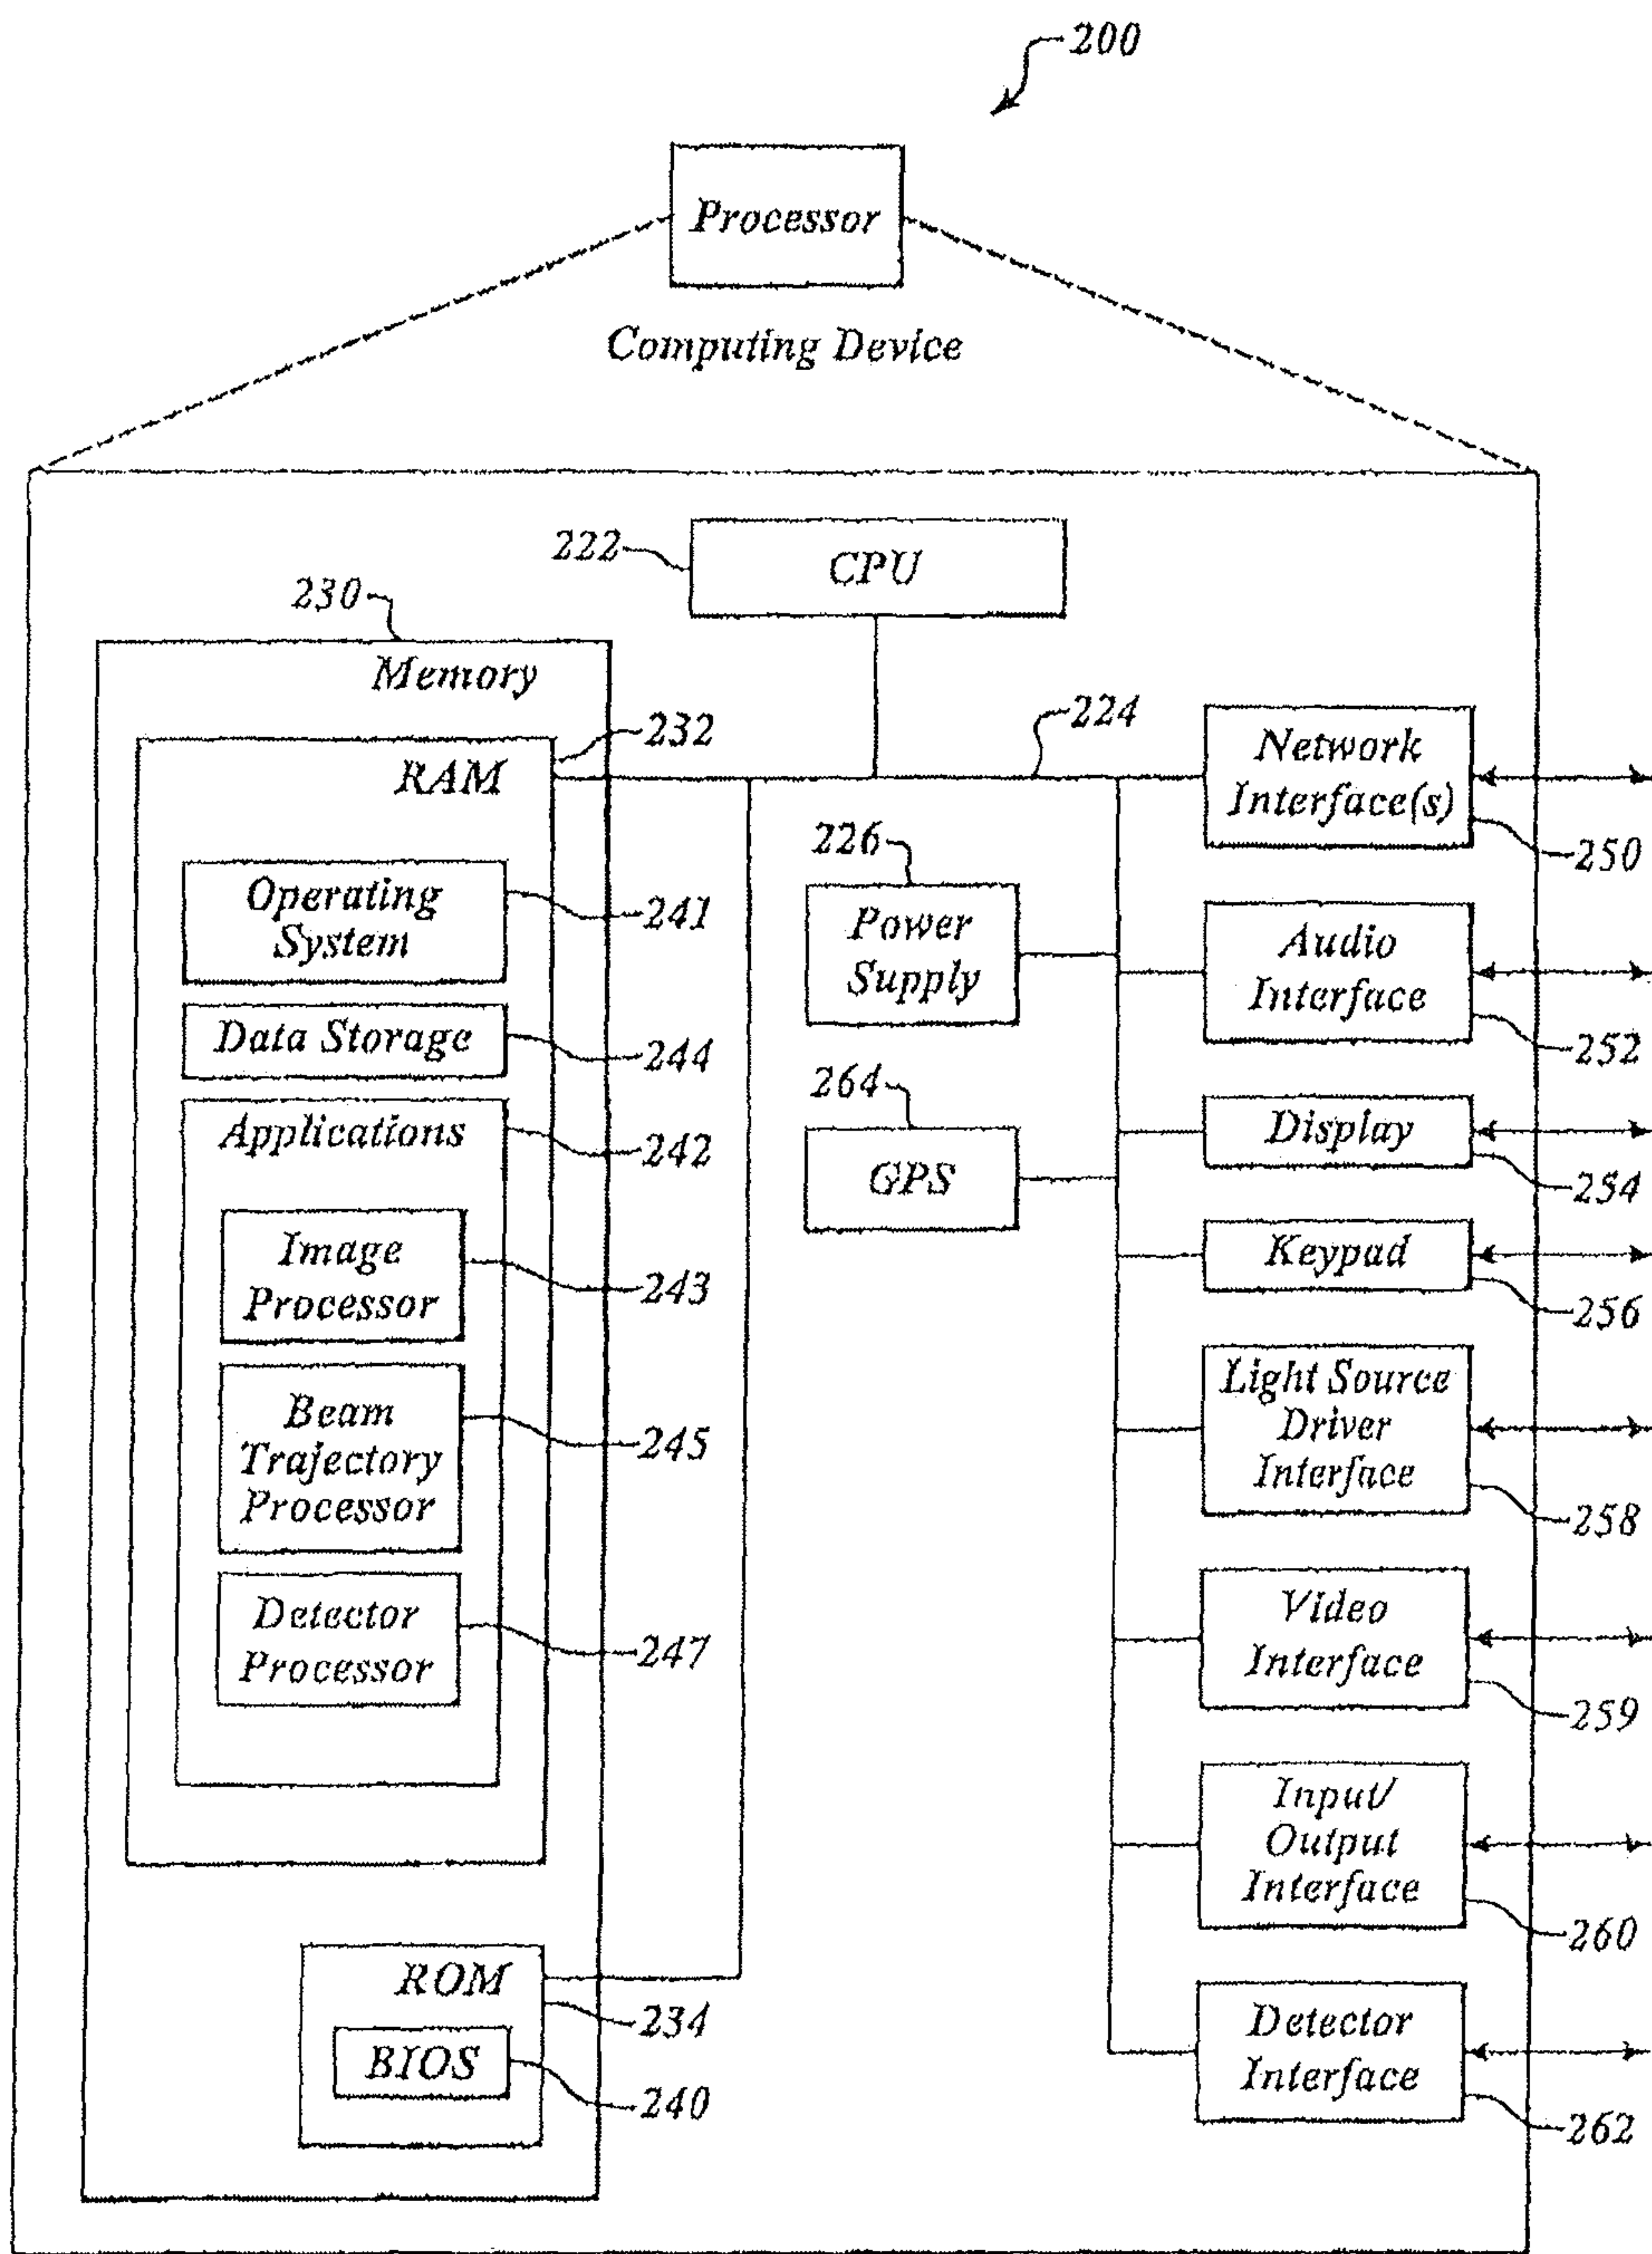 200
Processor
Computing Device
222
CPU
230
Memory
232
RAM
224
Network
Interface(s)
250
Operating
System
241
226
Power
Supply
Audio
Interface
252
Data Storage
244
264
GPS
Display
254
Applications
242
Keypad
256
Image
Processor
243
Light Source
Driver
Interface
258
Beam
Trajectory
Processor
245
Video
Interface
259
Detector
Processor
247
Input/
Output
Interface
260
ROM
234
BIOS
240
Detector
Interface
262